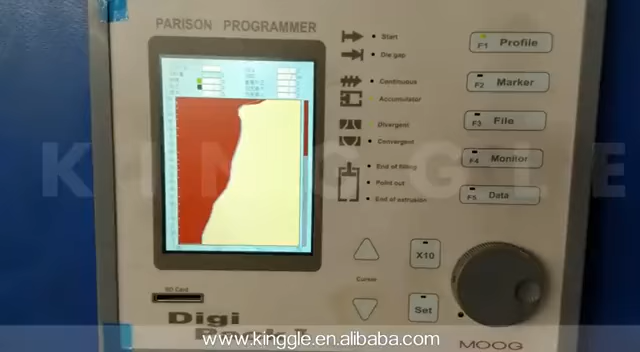 PARISON PROGRAMMER
Start
Die gap
Continuous
Accumulator
Divergent
Convergent
End of filling
Point out
End of extrusion
F1 Profile
F2 Marker
F3 File
F4 Monitor
F5 Data
KINGGLE
Cursor
X10
Set
SD Card
Digi
MOOG
www.kinggle.en.alibaba.com